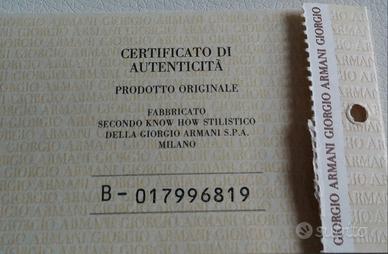 CERTIFICATO DI
AUTENTICITÀ
PRODOTTO ORIGINALE
FABBRICATO
SECONDO KNOW HOW STILISTICO
DELLA GIORGIO ARMANI S.P.A.
MILANO
B-017996819
GIORGIO ARMANI GIORGIO ARMANI GIORGIO
subito